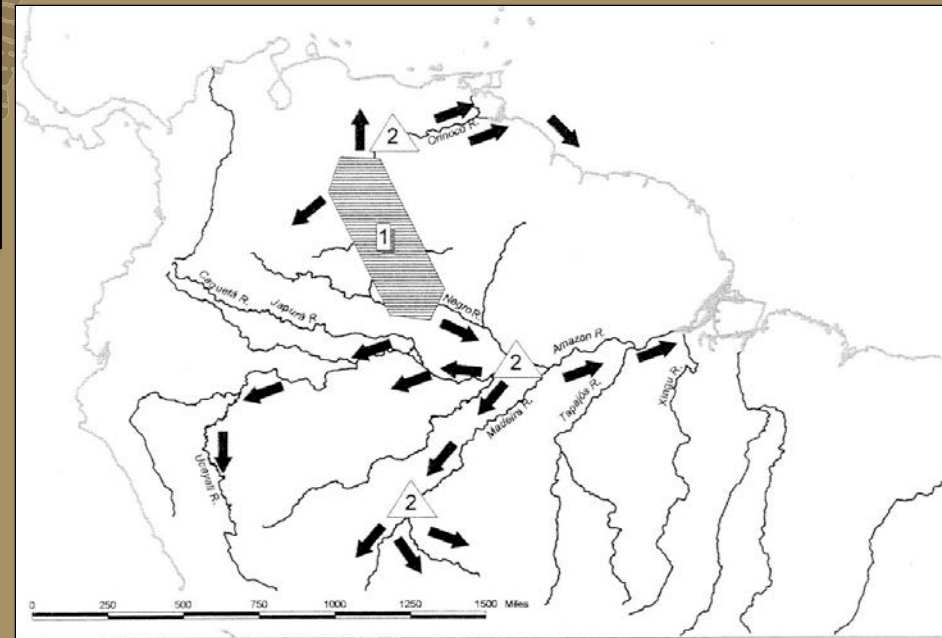 2
Orinoco R.
1
Caquetá R.
Japurá R.
Negro R.
2
Amazon R.
Madeira R.
Tapajós R.
Xingu R.
Ucayali R.
2
0 250 500 750 1000 1250 1500 Miles